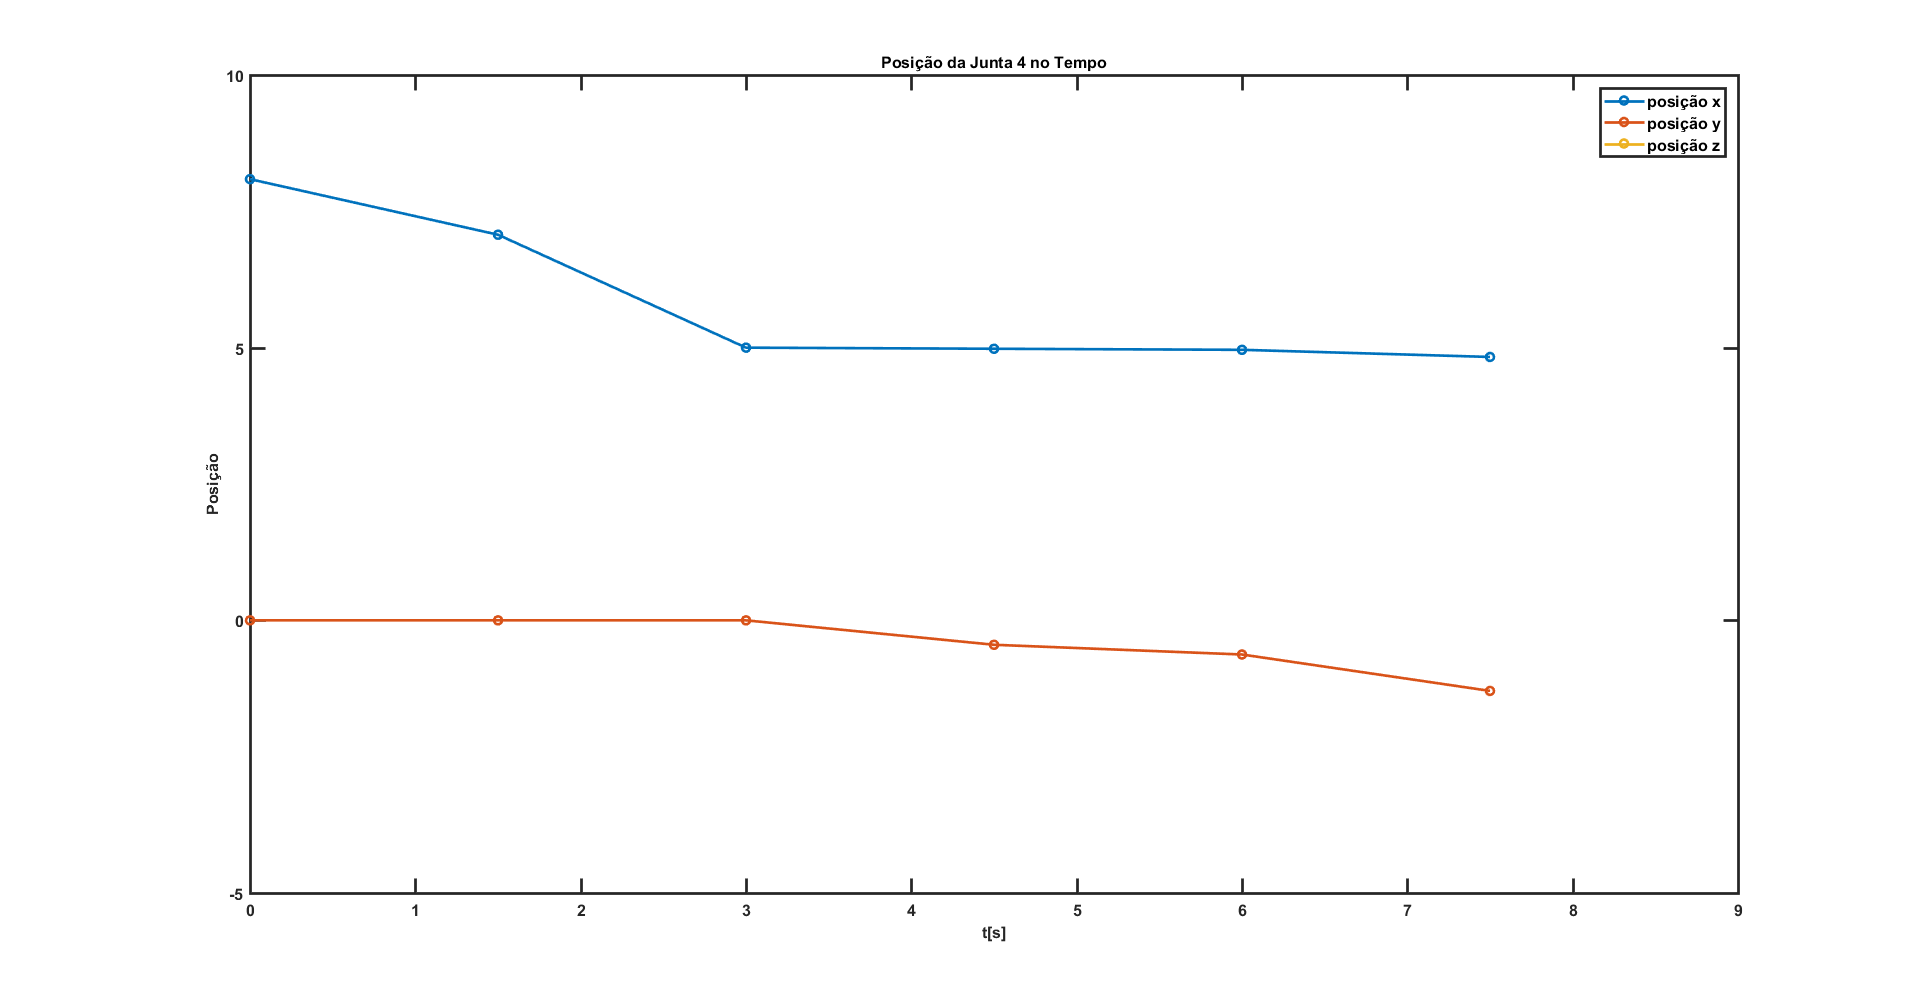 Posição da Junta 4 no Tempo
10
5
0
-5
Posição
posição x
posição y
posição z
0 1 2 3 4 5 6 7 8 9
t[s]